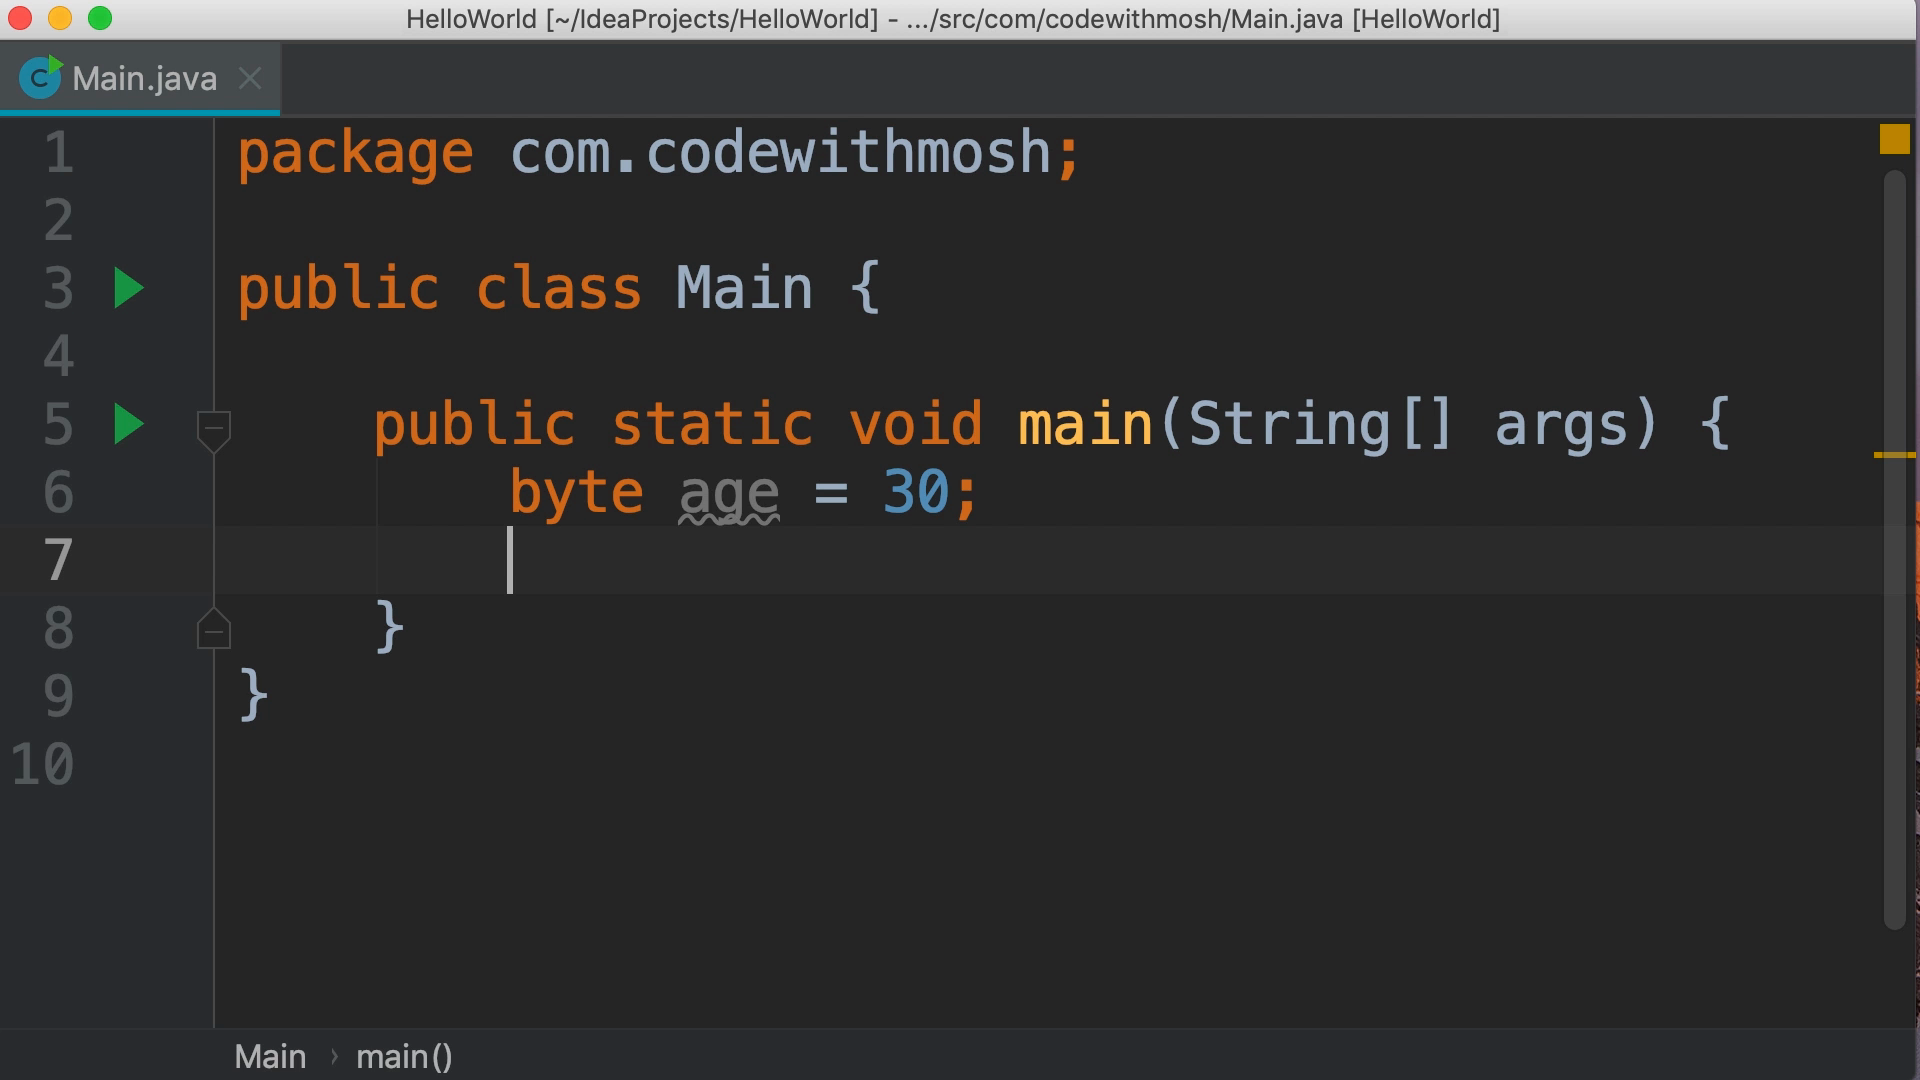 HelloWorld [~/IdeaProjects/HelloWorld] - .../src/com/codewithmosh/Main.java [HelloWorld]
C Main.java
1 package com.codewithmosh;
2
3 public class Main {
4
5 public static void main(String[] args) {
6 byte age = 30;
7
8 }
9 }
10
Main › main()